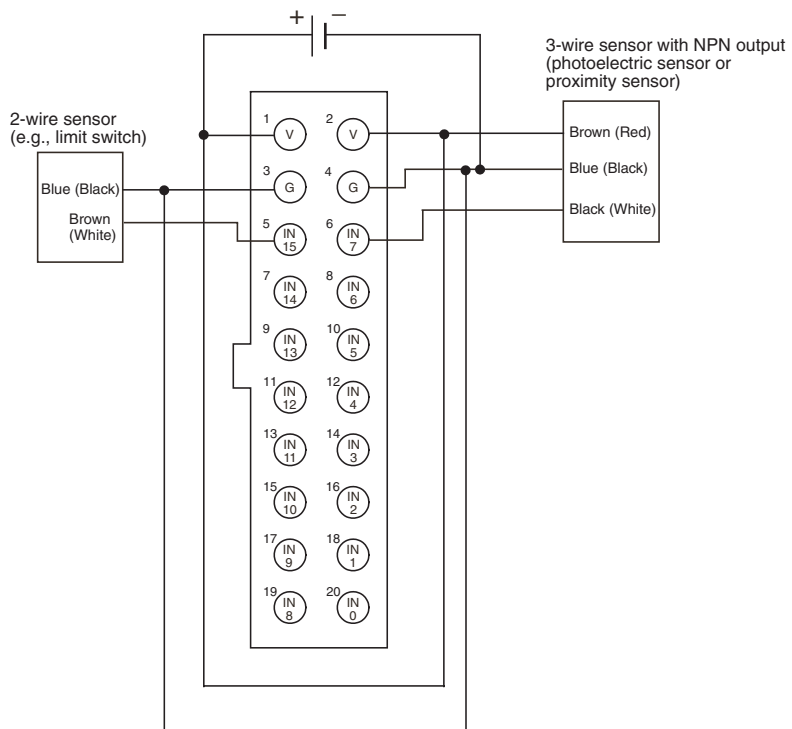 + −
3-wire sensor with NPN output
(photoelectric sensor or
proximity sensor)
2-wire sensor
(e.g., limit switch)
Blue (Black)
Brown
(White)
Brown (Red)
Blue (Black)
Black (White)
1 V 2 V
3 G 4 G
5 IN 15 6 IN 7
7 IN 14 8 IN 6
9 IN 13 10 IN 5
11 IN 12 12 IN 4
13 IN 11 14 IN 3
15 IN 10 16 IN 2
17 IN 9 18 IN 1
19 IN 8 20 IN 0